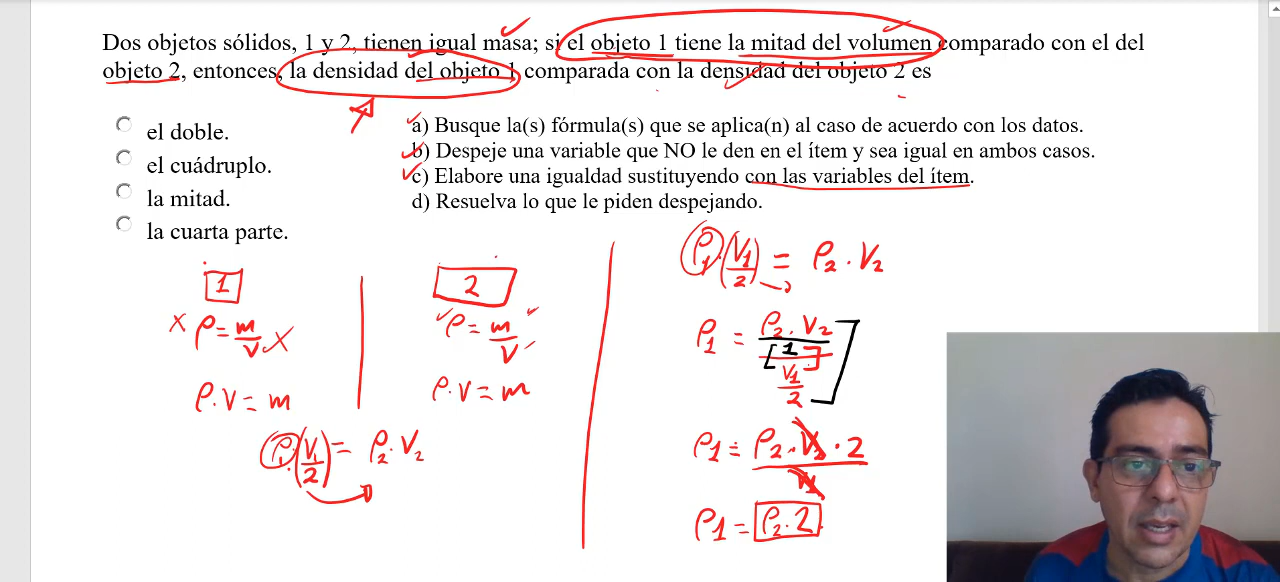 Dos objetos sólidos, 1 y 2, tienen igual masa; si el objeto 1 tiene la mitad del volumen comparado con el del
objeto 2, entonces, la densidad del objeto 1 comparada con la densidad del objeto 2 es
el doble.
el cuádruplo.
la mitad.
la cuarta parte.
a) Busque la(s) fórmula(s) que se aplica(n) al caso de acuerdo con los datos.
b) Despeje una variable que NO le den en el ítem y sea igual en ambos casos.
c) Elabore una igualdad sustituyendo con las variables del ítem.
d) Resuelva lo que le piden despejando.
1
x ρ = m/V x
ρ.V = m
2
ρ = m/V
ρ.V = m
ρ1.(V1/2) = ρ2.V2
ρ1.(V1/2) = ρ2.V2
ρ1 = ρ2.V2 / [1] V1/2
ρ1 = ρ2.V2.2 / V1
ρ1 = ρ2.2